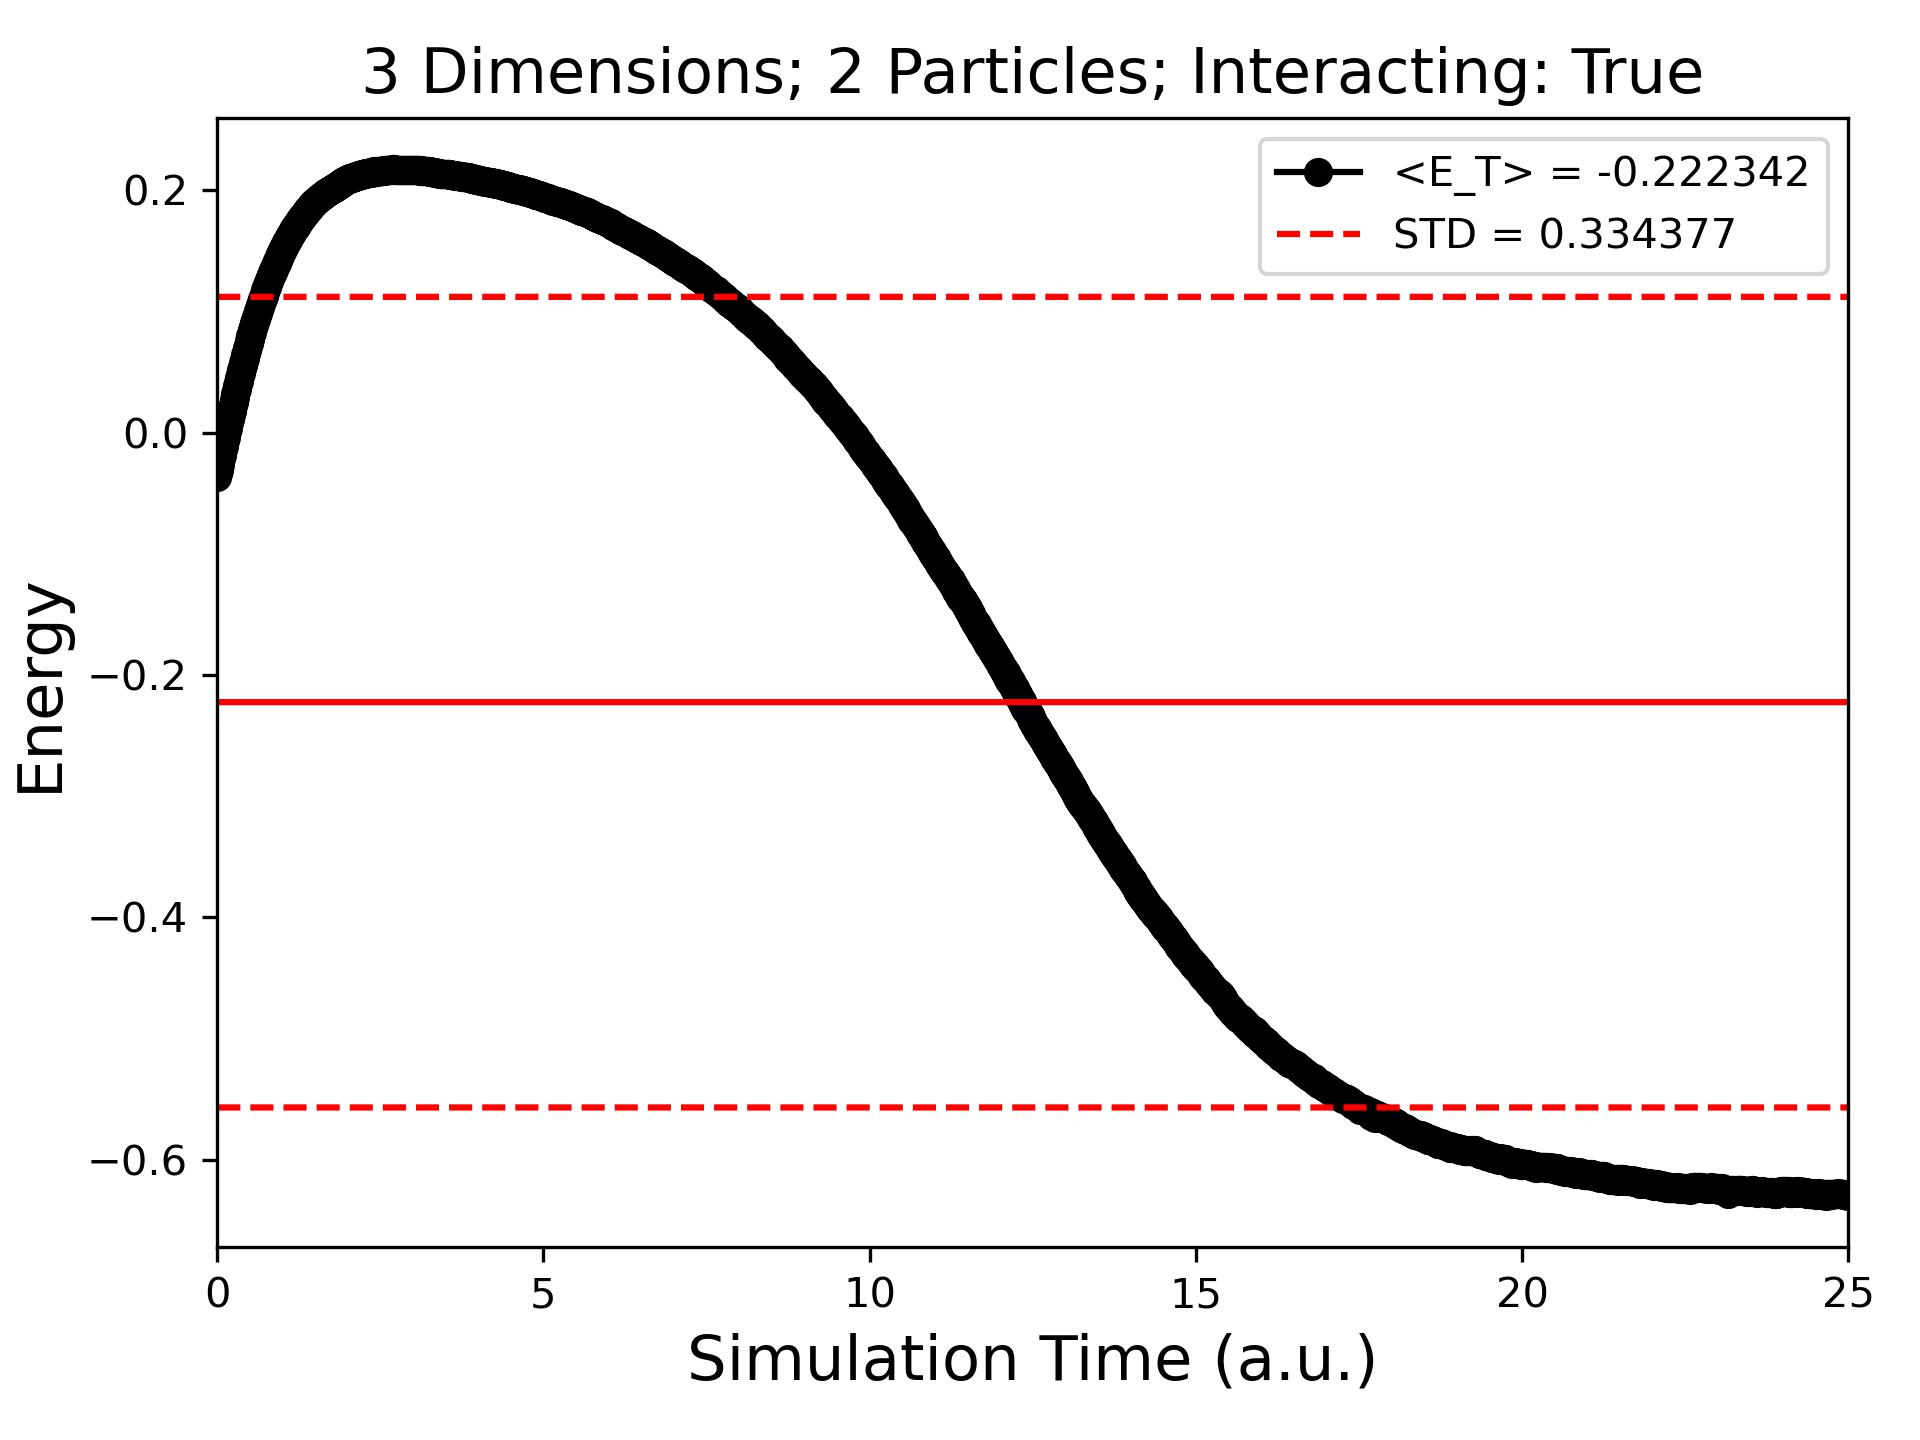 3 Dimensions; 2 Particles; Interacting: True
<E_T> = -0.222342
STD = 0.334377
Energy
0.2
0.0
−0.2
−0.4
−0.6
0 5 10 15 20 25
Simulation Time (a.u.)